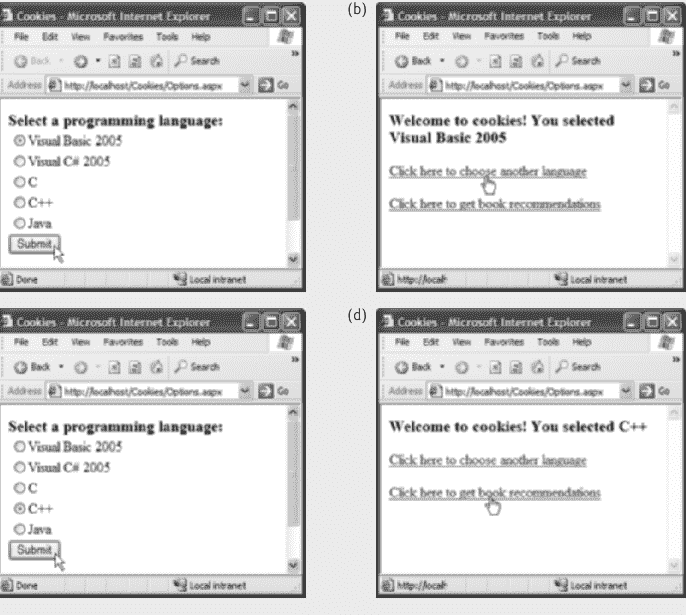 Cookies - Microsoft Internet Explorer
File Edit View Favorites Tools Help
Back Search
Address http://localhost/Cookies/Options.aspx Go
Select a programming language:
Visual Basic 2005
Visual C# 2005
C
C++
Java
Submit
Done Local intranet
(b)
Cookies - Microsoft Internet Explorer
File Edit View Favorites Tools Help
Back Search
Address http://localhost/Cookies/Options.aspx Go
Welcome to cookies! You selected
Visual Basic 2005
Click here to choose another language
Click here to get book recommendations
http://local Local intranet
Cookies - Microsoft Internet Explorer
File Edit View Favorites Tools Help
Back Search
Address http://localhost/Cookies/Options.aspx Go
Select a programming language:
Visual Basic 2005
Visual C# 2005
C
C++
Java
Submit
Done Local intranet
(d)
Cookies - Microsoft Internet Explorer
File Edit View Favorites Tools Help
Back Search
Address http://localhost/Cookies/Options.aspx Go
Welcome to cookies! You selected C++
Click here to choose another language
Click here to get book recommendations
http://local Local intranet